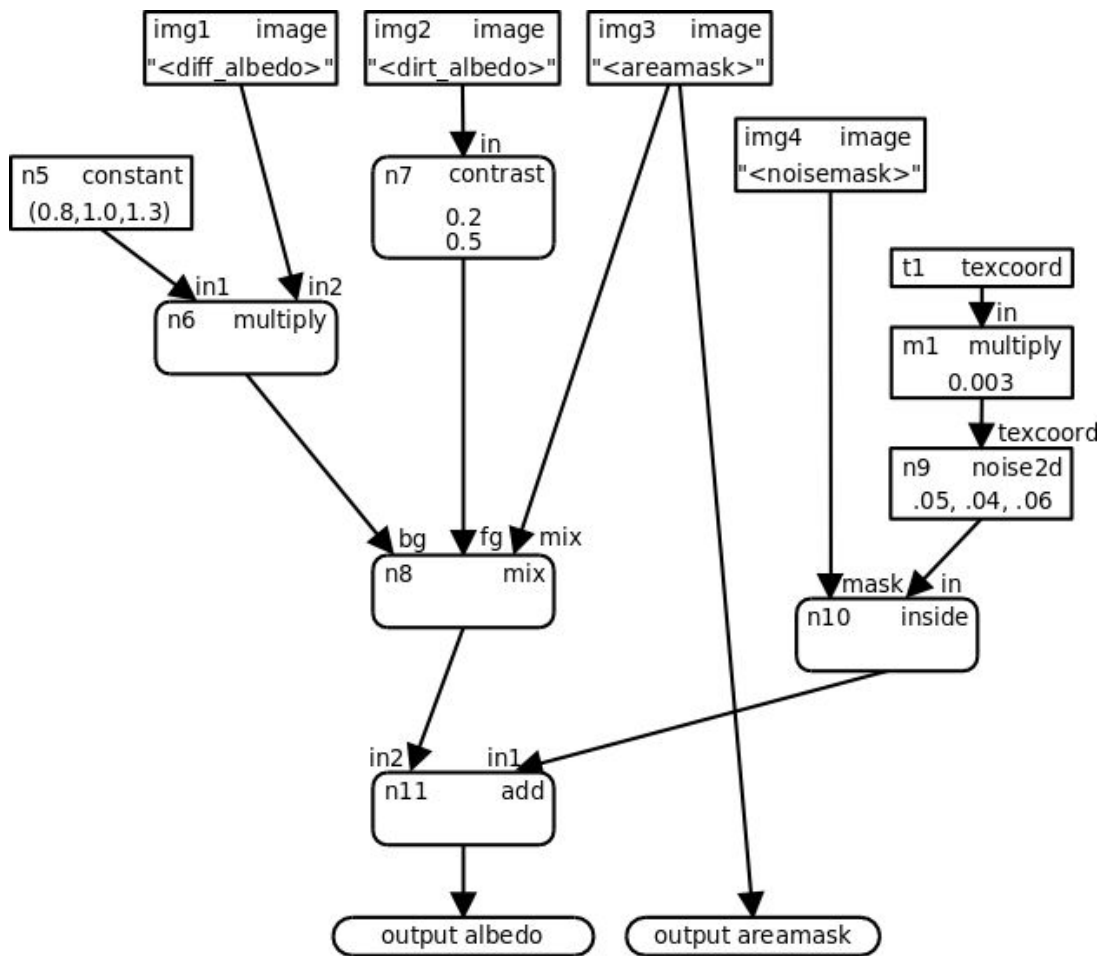 img1 image
"<diff_albedo>"
img2 image
"<dirt_albedo>"
img3 image
"<areamask>"
img4 image
"<noisemask>"
in
n5 constant
(0.8,1.0,1.3)
n7 contrast
0.2
0.5
t1 texcoord
in1 in2
n6 multiply
in
m1 multiply
0.003
texcoord
n9 noise2d
.05, .04, .06
bg fg mix
n8 mix
mask in
n10 inside
in2 in1
n11 add
output albedo
output areamask